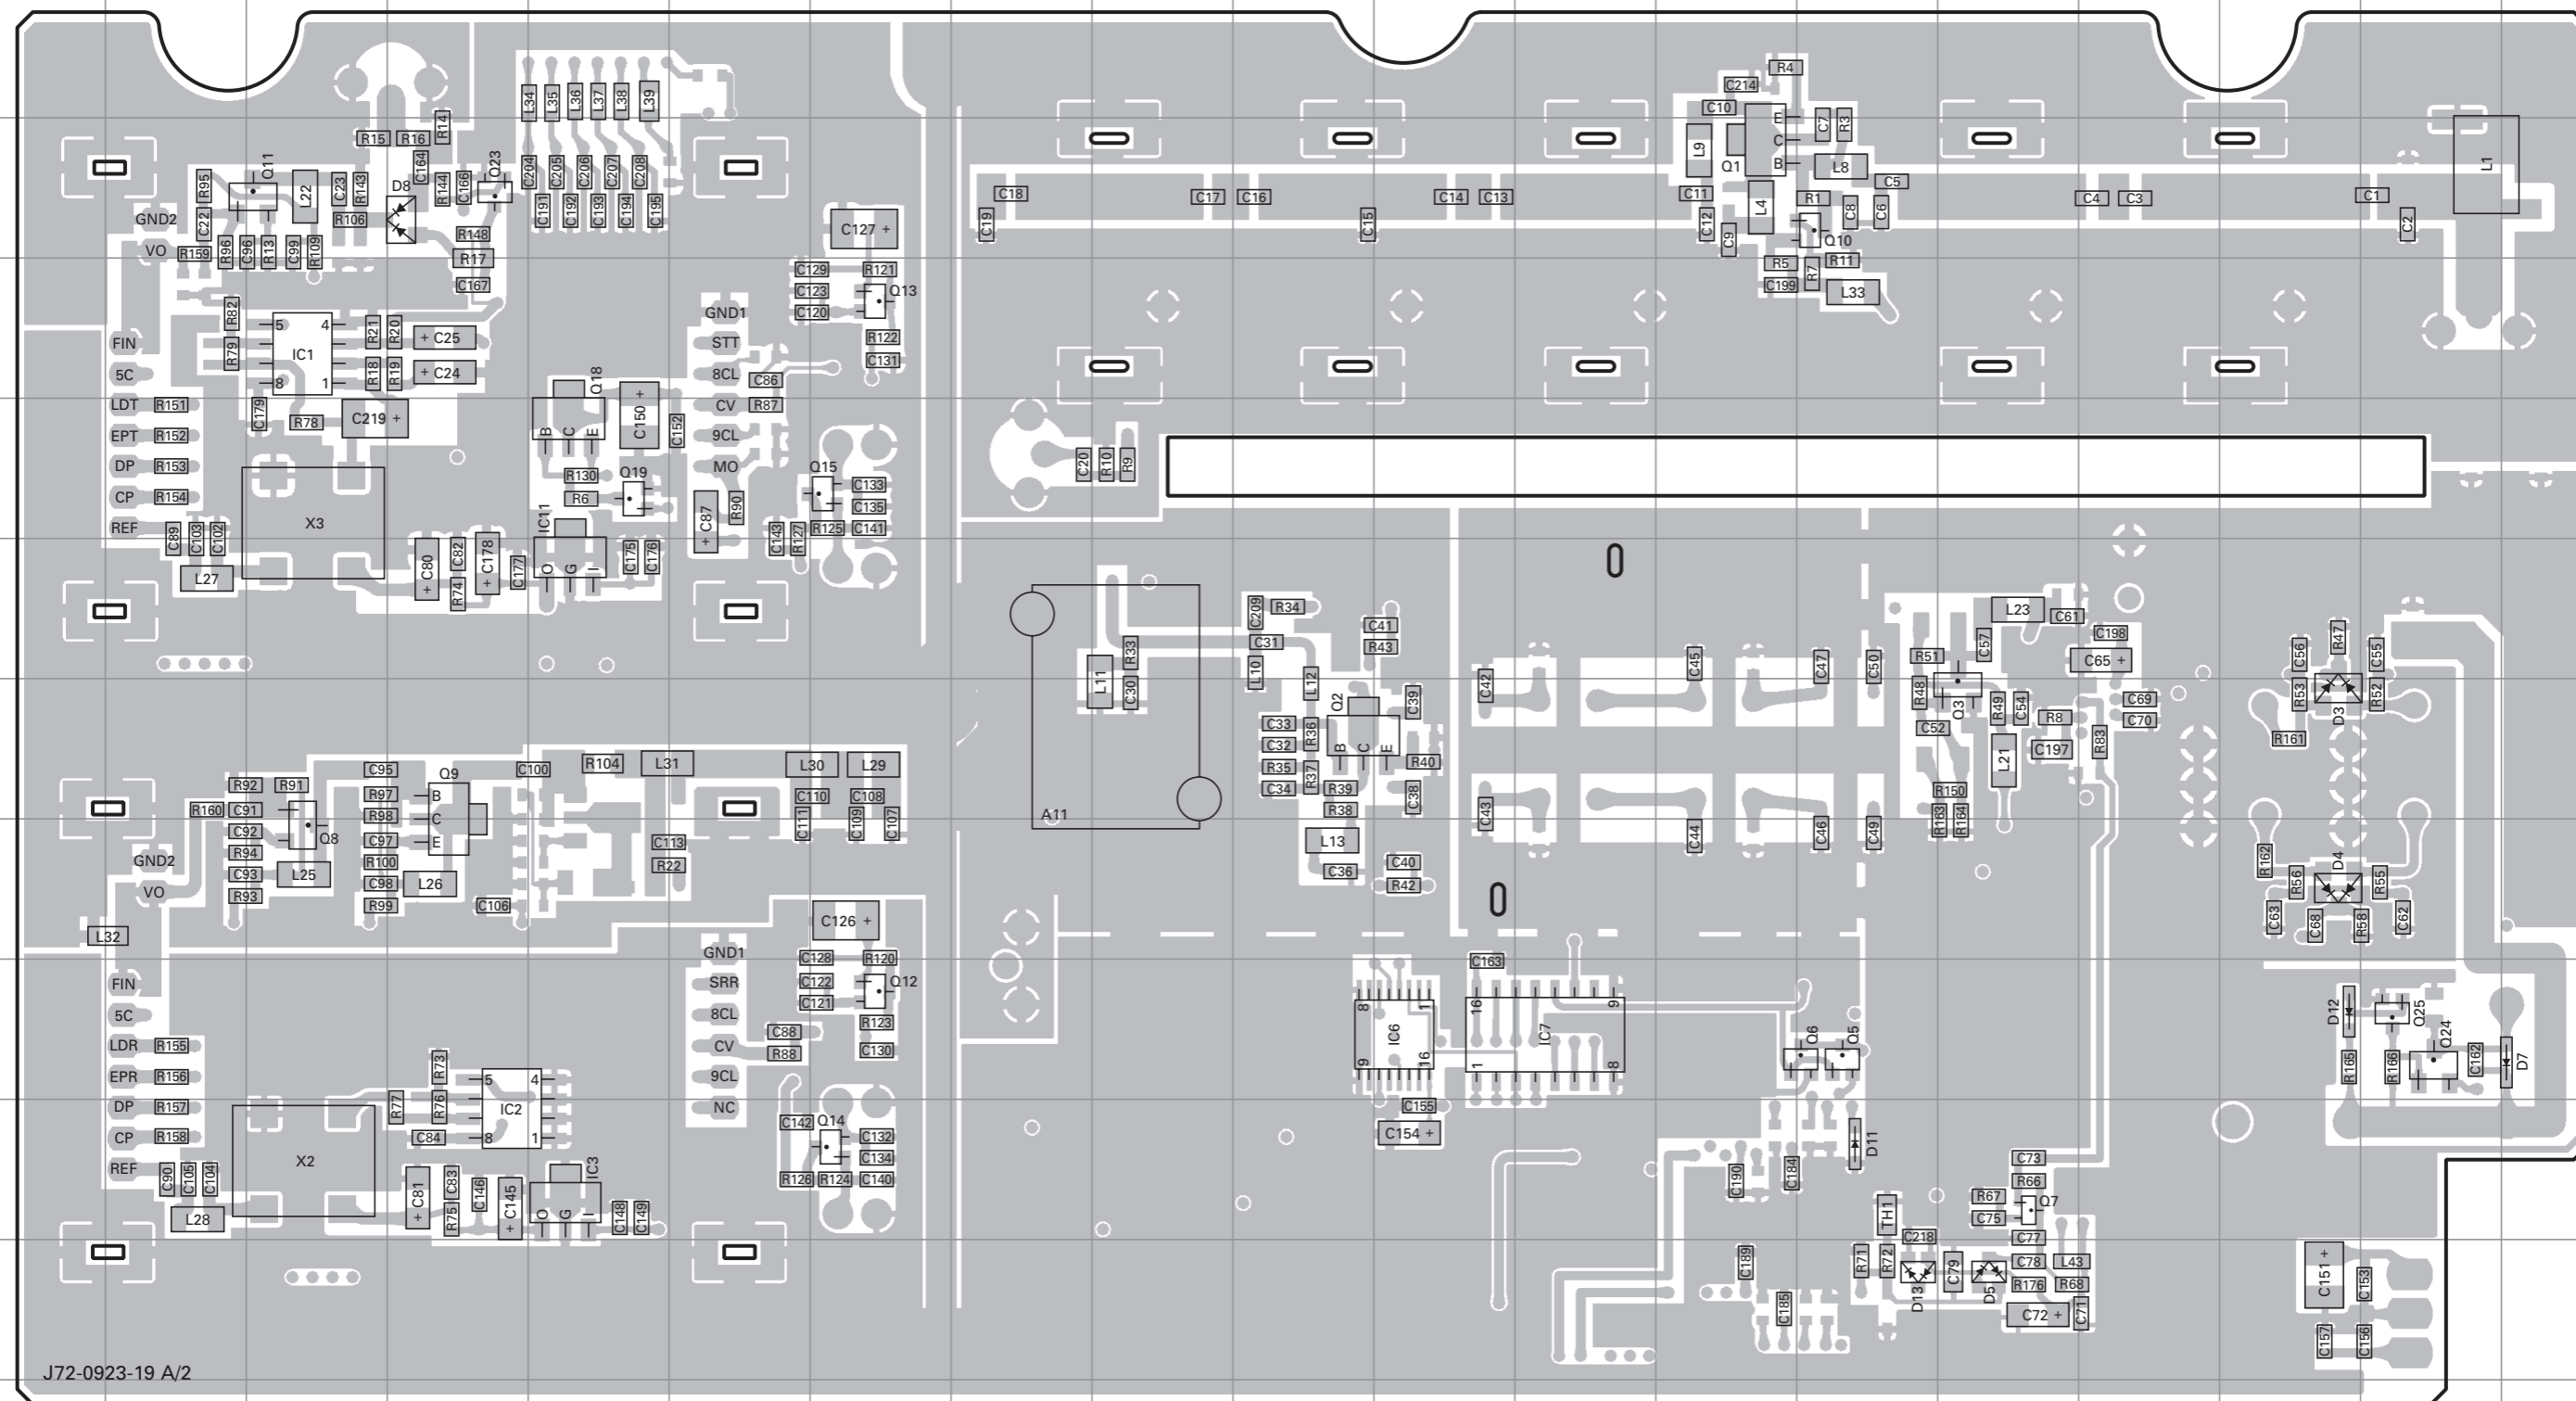 R4
C214
C10
L34 L35 L36 L37 L38 L39
R14
R15 R16
E
C
B
C7 R3
L9
Q1
L8
L1
Q11
C164
Q23
D8
R95
L22
C23
R143
R144
C166
C204 C205 C206 C207 C208
C18
C17 C16
C14 C13
C11
L4
R1
C5
C4 C3
C1
GND2
C22
R106
C191 C192 C193 C194 C195
C127 +
C19
C15
C12
C9
C8
C6
C2
Q10
VO
R159
R96
C96
R13
C99
R109
R148
R17
C167
C129 R121
C123
Q13
C120
R5
R7
R11
C199
L33
R82
5 4
IC1
8 1
R21
R20
+ C25
GND1
FIN
R79
STT
R122
C131
5C
R18
R19
+ C24
8CL
C86
Q18
LDT R151
C179
R78
C219 +
B C E
+
C150
C152
CV R87
EPT R152
9CL
DP R153
MO
R130 Q19
Q15
C133
C20 R10 R9
CP R154
R6
C135
REF
X3
IC11
C87
+
R90
C143
R127
R125 C141
C89 C103 C102
L27
C80
+
C82
R74
C178
+
C177
O G I
C175 C176
C209
R34
C31
L10
R33
L11
C30
A11
C41
R43
L12
Q2
C39
C33
C32
R35
C34
R36
R37
B C E
R40
R39
R38
C38
L13
C36
C40
R42
C42
C43
C45
C44
C47
C46
C50
C49
L23
C61
C198
C65 +
C57
R51
R48
Q3
R49
C54
C52
R8
C197
L21
R83
C69
C70
R150
R163 R164
C56
R47
C55
R53
D3
R52
R161
R162
D4
R56
R55
C63
C68
R58
C62
C95
Q9
C100
R104
L31
L30 L29
R92 R91
R97
B
C
E
C110 C108
R160 C91
R98
C111
C109
C107
C92
Q8
C97
R94
R100
C113
R22
GND2
C93 L25
C98 L26
VO
R93
R99
C106
L32
C126 +
GND1
C128 R120
FIN
SRR
C122
Q12
C121
5C
8CL
R123
C88
LDR R155
CV
R88
C130
R73
EPR R156
9CL
5 4
IC2
8 1
DP R157
R77
R76
NC
CP R158
C84
C142 Q14
C132
C134
REF
X2
IC3
R126 R124 C140
C90 C105 C104
L28
C81
+
C83
R75
C146
C145
+
O G I
C148 C149
C163
8 1
IC6
9 16
16 9
IC7
1 8
C155
C154 +
Q6 Q5
D11
C190
C184
C73
R66
R67
C75
Q7
TH1
C218
C77
C189
R71
R72
C79
C78 L43
D13
D5
R176 R68
C185
C72 +
C71
D12
Q25
Q24
R165
R166
C162
D7
+
C151
C153
C157
C156
J72-0923-19 A/2